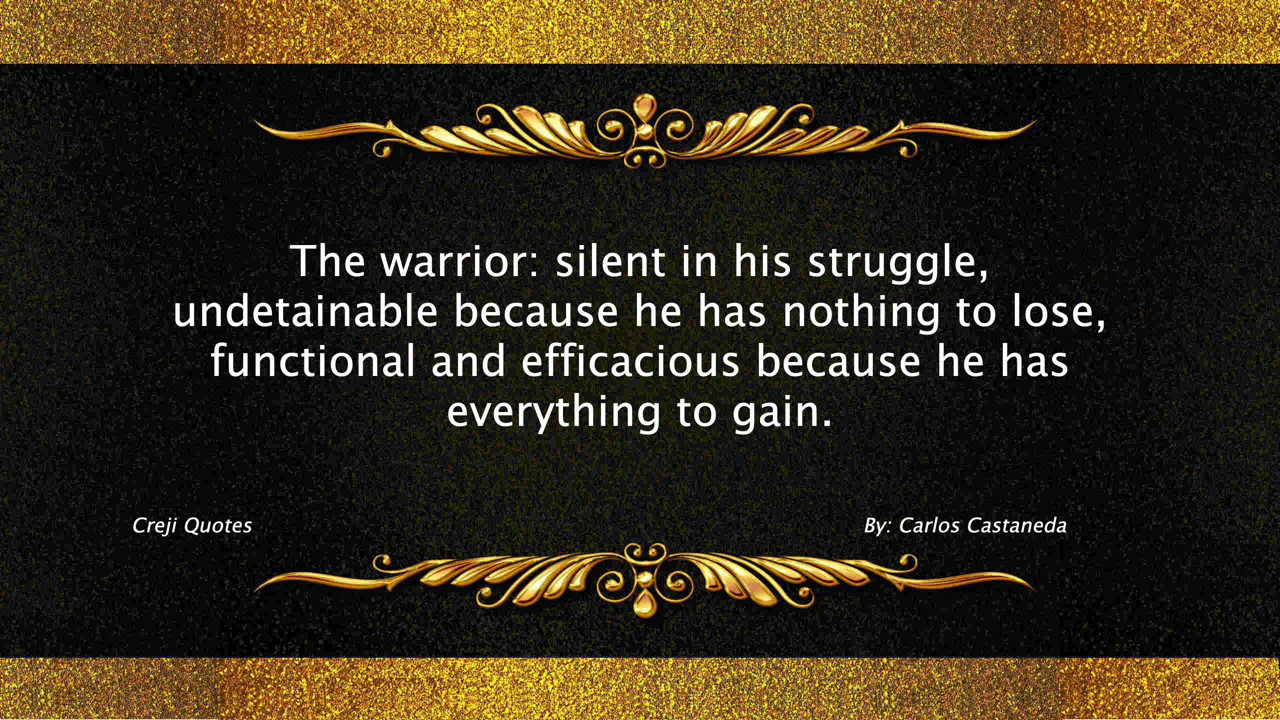 The warrior: silent in his struggle,
undetainable because he has nothing to lose,
functional and efficacious because he has
everything to gain.
Creji Quotes
By: Carlos Castaneda